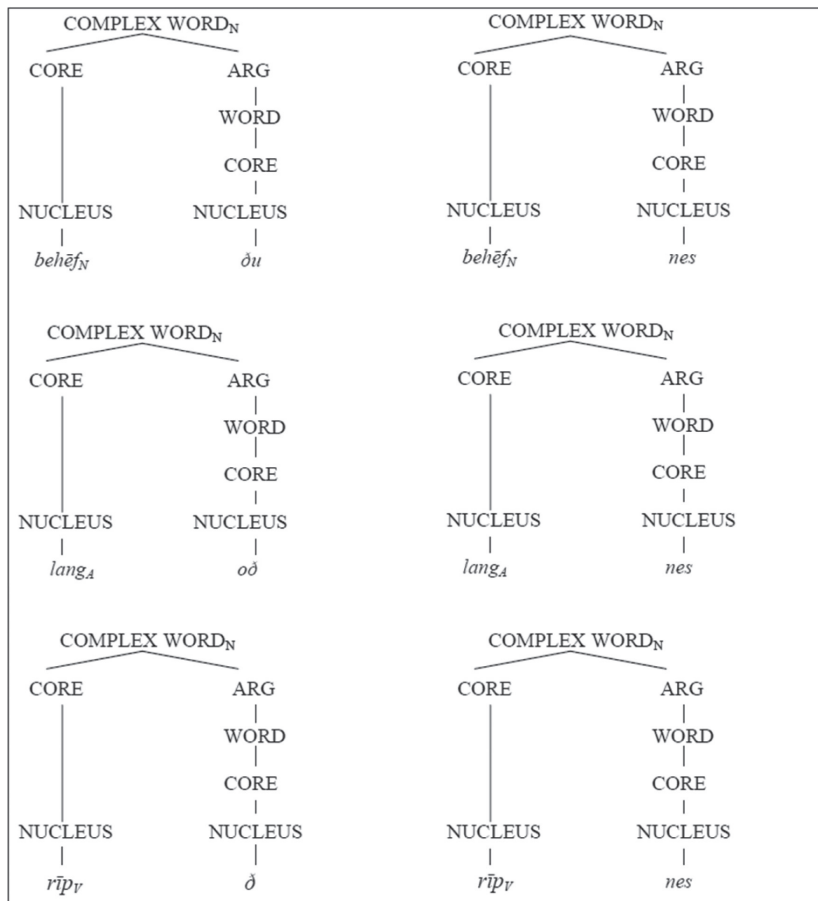 COMPLEX WORDN COMPLEX WORDN
CORE ARG CORE ARG
WORD WORD
CORE CORE
NUCLEUS NUCLEUS NUCLEUS NUCLEUS
behēfN ðu behēfN nes
COMPLEX WORDN COMPLEX WORDN
CORE ARG CORE ARG
WORD WORD
CORE CORE
NUCLEUS NUCLEUS NUCLEUS NUCLEUS
langA oð langA nes
COMPLEX WORDN COMPLEX WORDN
CORE ARG CORE ARG
WORD WORD
CORE CORE
NUCLEUS NUCLEUS NUCLEUS NUCLEUS
rīpV ð rīpV nes